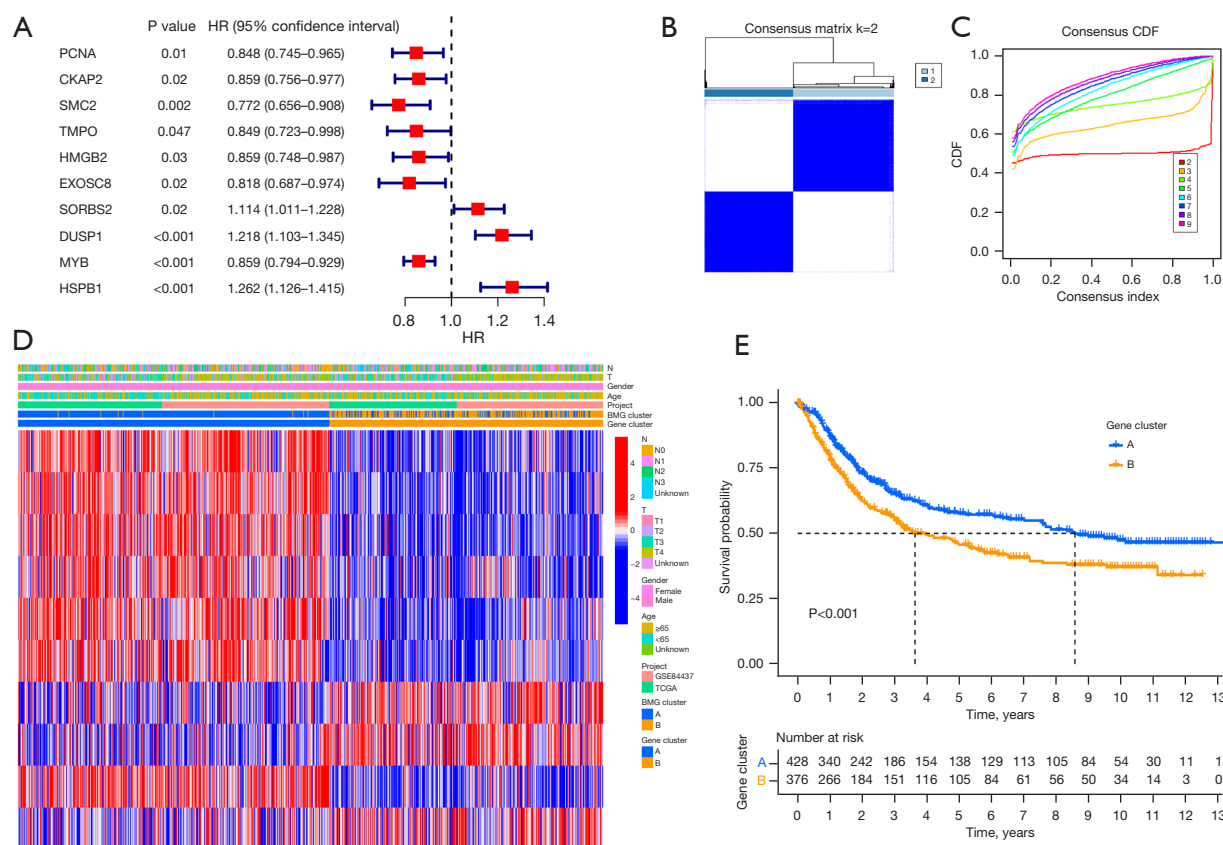 A
P value HR (95% confidence interval)
PCNA 0.01 0.848 (0.745–0.965)
CKAP2 0.02 0.859 (0.756–0.977)
SMC2 0.002 0.772 (0.656–0.908)
TMPO 0.047 0.849 (0.723–0.998)
HMGB2 0.03 0.859 (0.748–0.987)
EXOSC8 0.02 0.818 (0.687–0.974)
SORBS2 0.02 1.114 (1.011–1.228)
DUSP1 <0.001 1.218 (1.103–1.345)
MYB <0.001 0.859 (0.794–0.929)
HSPB1 <0.001 1.262 (1.126–1.415)
0.8 1.0 1.2 1.4
HR
B
Consensus matrix k=2
1
2
C
Consensus CDF
CDF
1.0
0.8
0.6
0.4
0.2
0.0
2
3
4
5
6
7
8
9
0.0 0.2 0.4 0.6 0.8 1.0
Consensus index
D
N
T
Gender
Age
Project
BMG cluster
Gene cluster
4
2
0
−2
−4
N
N0
N1
N2
N3
Unknown
T
T1
T2
T3
T4
Unknown
Gender
Female
Male
Age
≥65
<65
Unknown
Project
GSE84437
TCGA
BMG cluster
A
B
Gene cluster
A
B
E
Survival probability
1.00
0.75
0.50
0.25
0.00
Gene cluster
A
B
P<0.001
0 1 2 3 4 5 6 7 8 9 10 11 12 13
Time, years
Number at risk
Gene cluster
A 428 340 242 186 154 138 129 113 105 84 54 30 11 1
B 376 266 184 151 116 105 84 61 56 50 34 14 3 0
0 1 2 3 4 5 6 7 8 9 10 11 12 13
Time, years